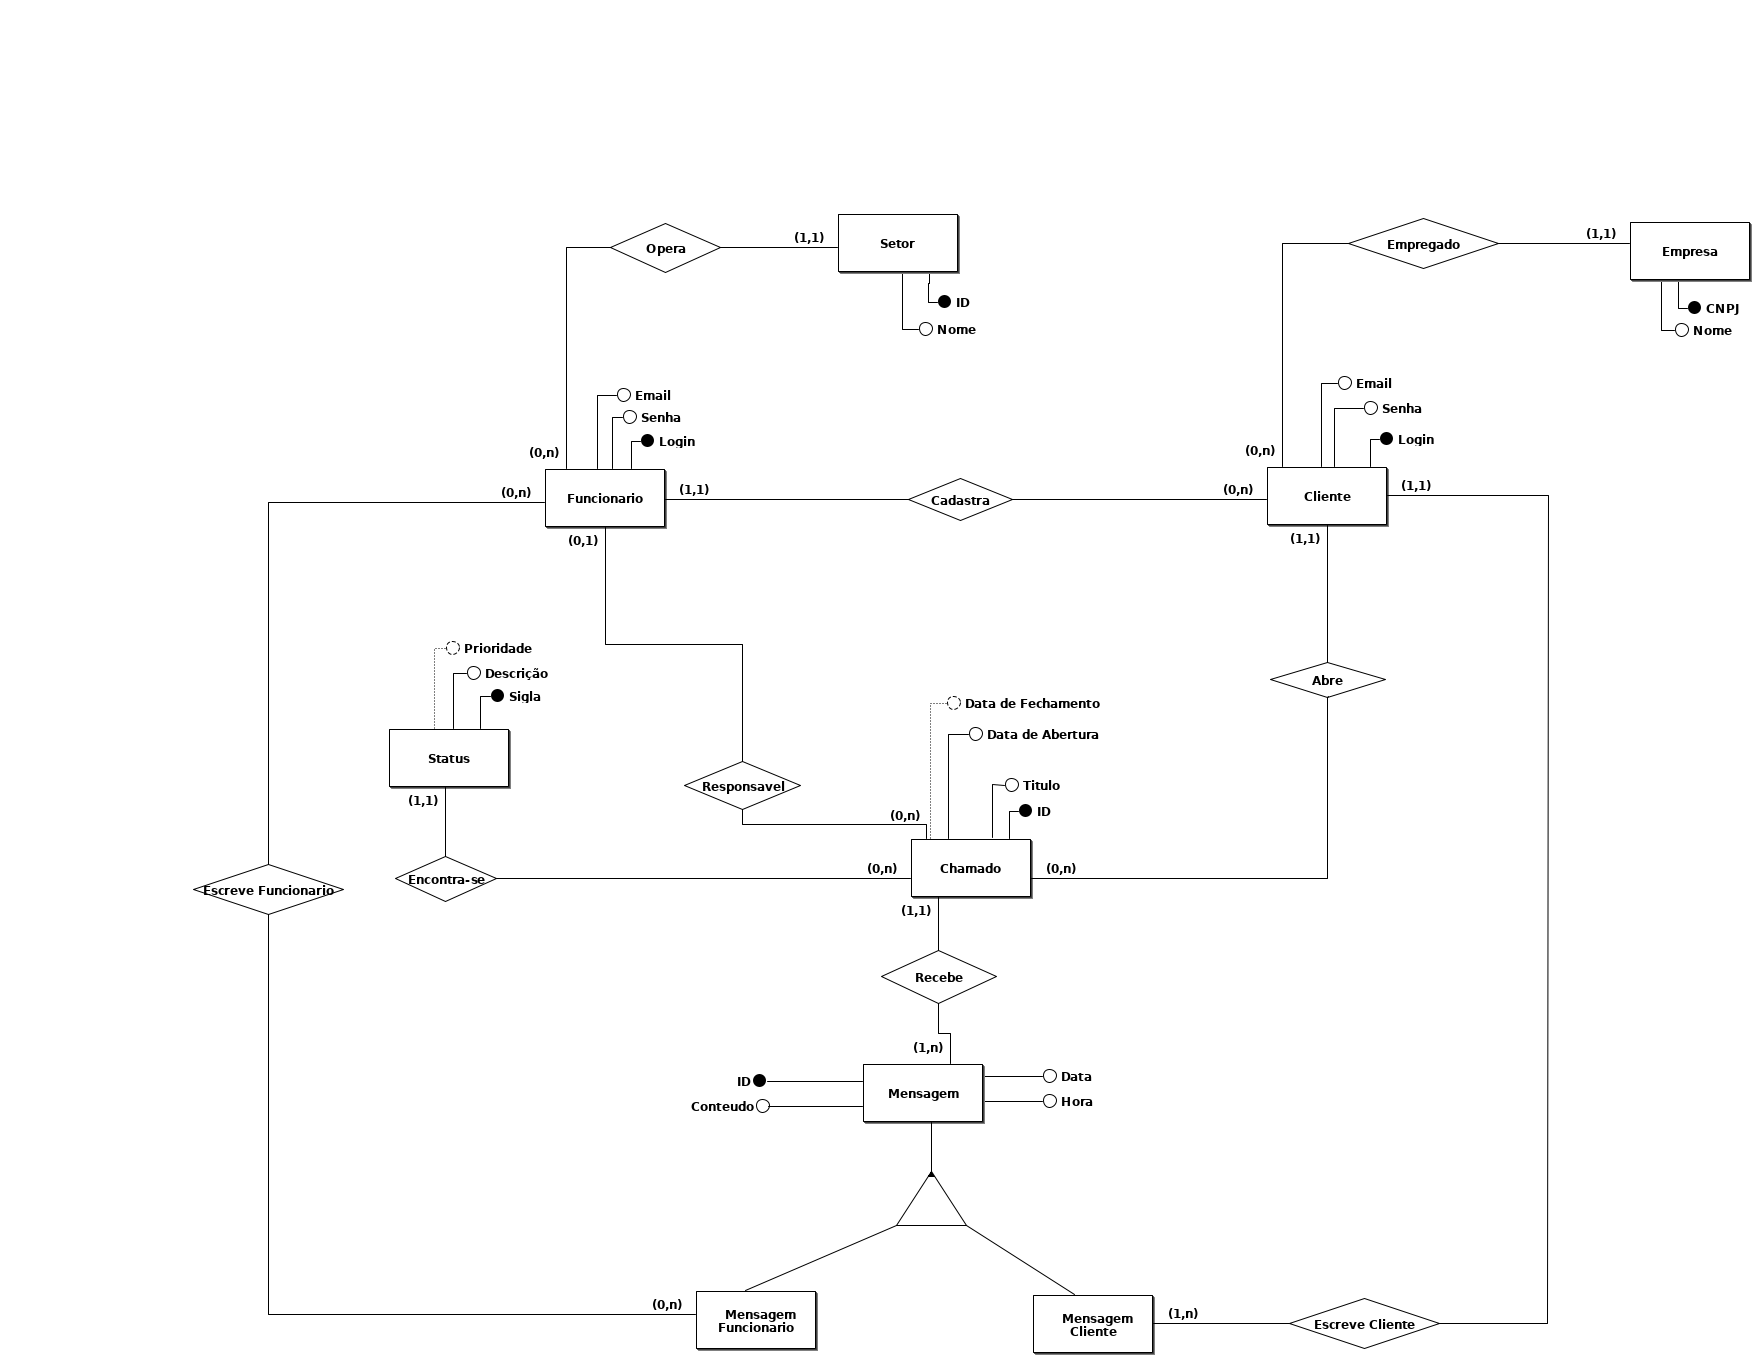 Opera
(1,1)
Setor
ID
Nome
Empregado
(1,1)
Empresa
CNPJ
Nome
Email
Senha
Login
(0,n)
Email
Senha
Login
(0,n)
(0,n)
Funcionario
(1,1)
Cadastra
(0,n)
Cliente
(1,1)
(0,1)
(1,1)
Prioridade
Descrição
Sigla
Status
(1,1)
Abre
Data de Fechamento
Data de Abertura
Titulo
ID
Responsavel
(0,n)
Escreve Funcionario
Encontra-se
(0,n)
Chamado
(0,n)
(1,1)
Recebe
(1,n)
ID
Conteudo
Mensagem
Data
Hora
(0,n)
Mensagem
Funcionario
Mensagem
Cliente
(1,n)
Escreve Cliente